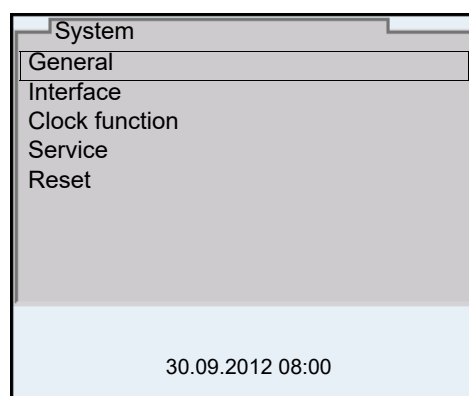 System
General
Interface
Clock function
Service
Reset
30.09.2012 08:00